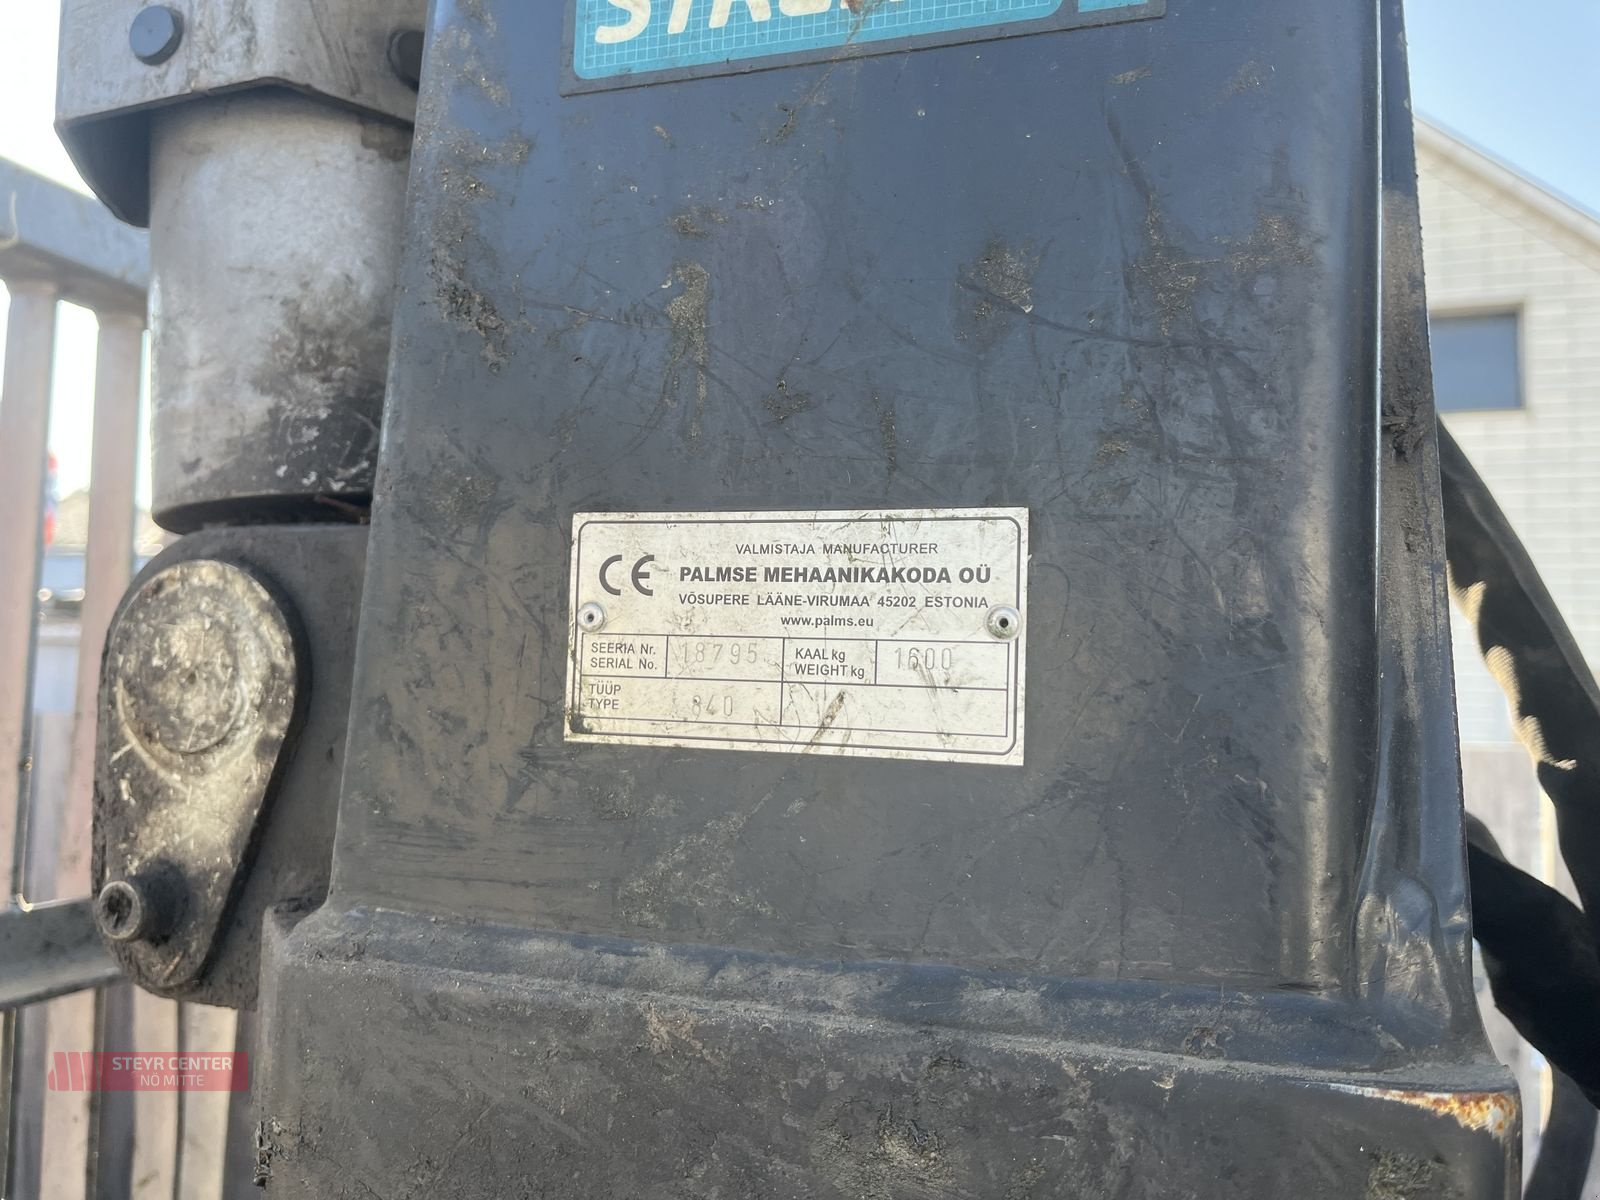 VALMISTAJA MANUFACTURER
CE PALMSE MEHAANIKAKODA OÜ
VÕSUPERE LÄÄNE-VIRUMAA 45202 ESTONIA
www.palms.eu
SEERIA Nr. 18795 KAAL kg 1600
SERIAL No. WEIGHT kg
TÜÜP 840
TYPE
STEYR CENTER
NÖ MITTE